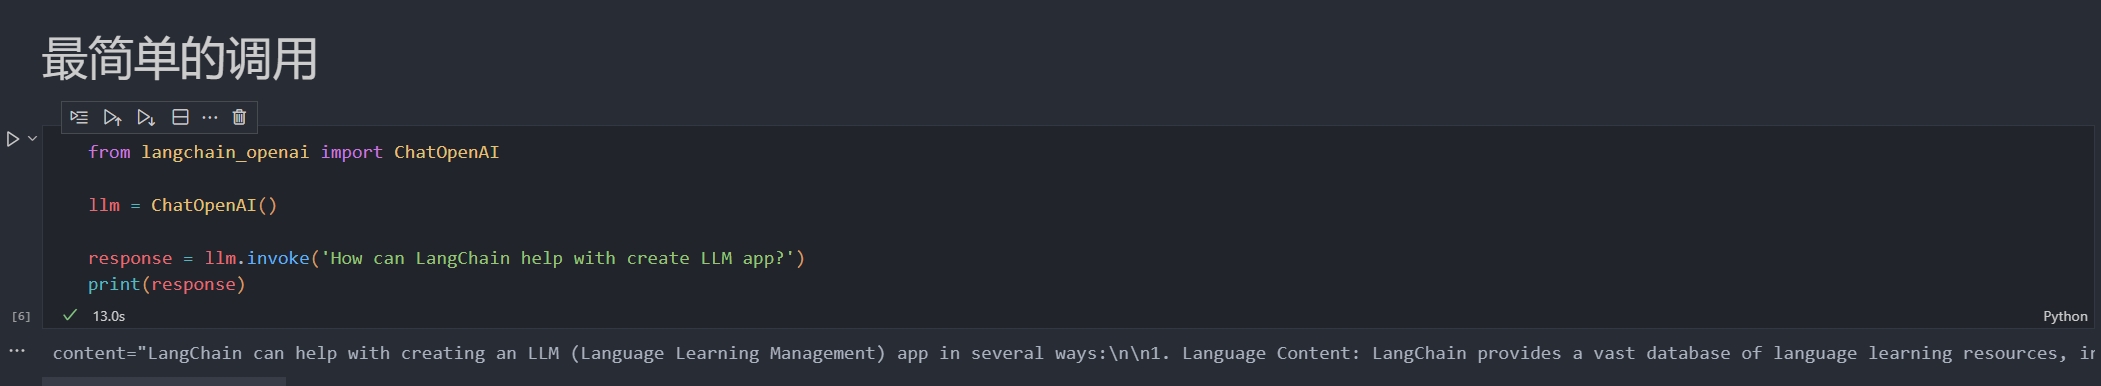 最简单的调用
from langchain_openai import ChatOpenAI
llm = ChatOpenAI()
response = llm.invoke('How can LangChain help with create LLM app?')
print(response)
[6]
13.0s
Python
content="LangChain can help with creating an LLM (Language Learning Management) app in several ways:\n\n1. Language Content: LangChain provides a vast database of language learning resources,